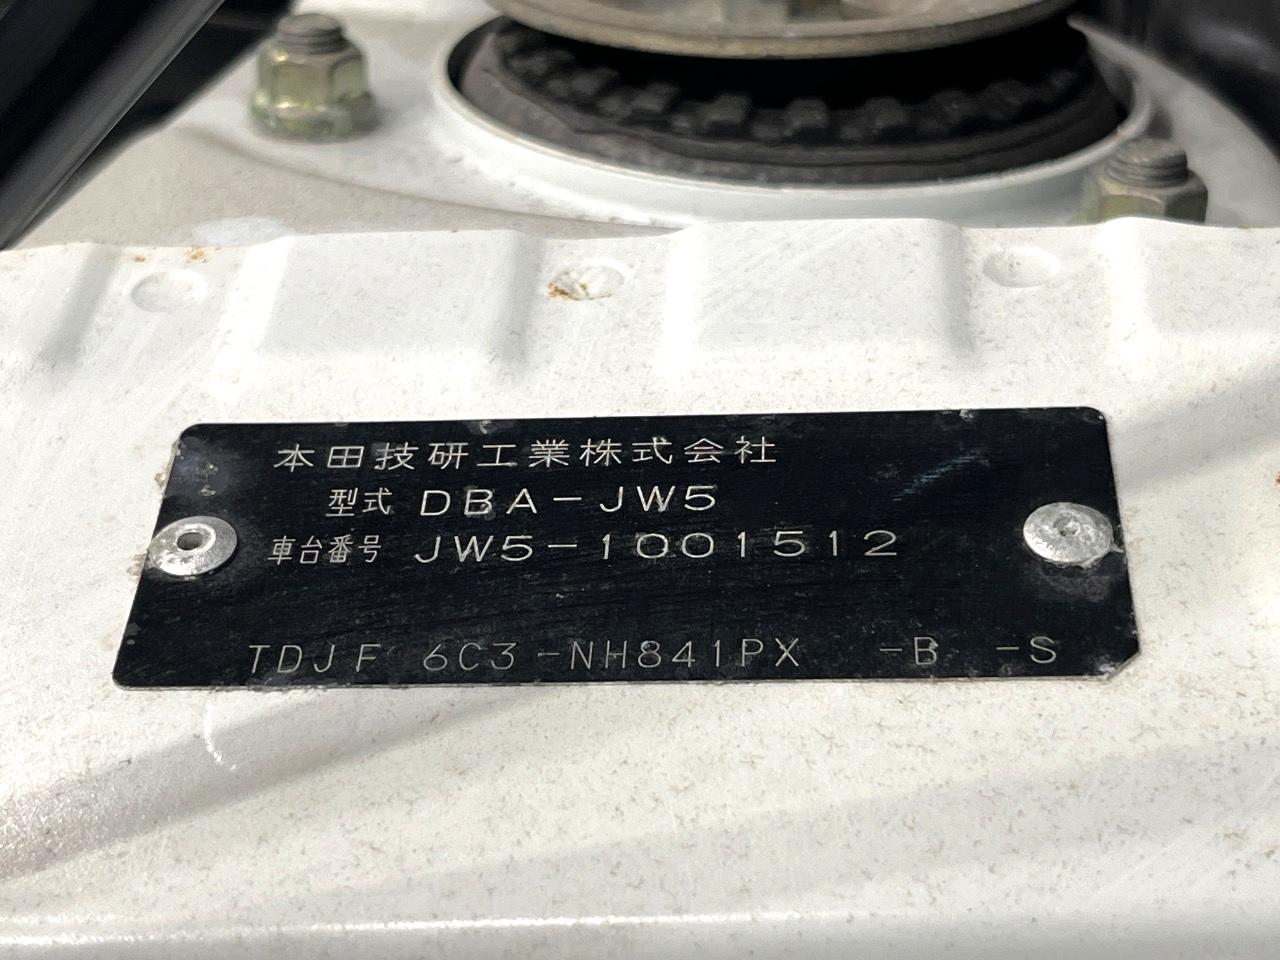 本田技研工業株式会社
型式 DBA-JW5
車台番号 JW5-1001512
TDJF 6C3-NH841PX -B -S